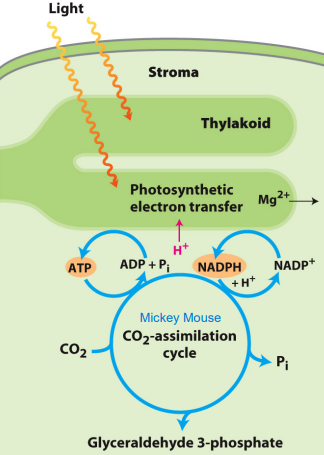 Light
Stroma
Thylakoid
Photosynthetic
electron transfer
Mg²⁺
H⁺
ATP
ADP + Pᵢ
NADPH
+ H⁺
NADP⁺
Mickey Mouse
CO₂-assimilation
cycle
CO₂
Pᵢ
Glyceraldehyde 3-phosphate